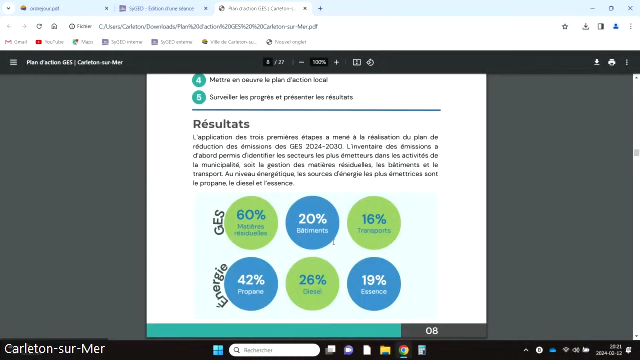 ordrejour.pdf
SyGED - Édition d'une séance
Plan d'action GES | Carleton-su
Fichier
C:/Users/Carleton/Downloads/Plan%20d'action%20GES%20%20Carleton-sur-Mer.pdf
Gmail
YouTube
Maps
SyGED interne
SyGED externe
Ville de Carleton-su...
Nouvel onglet
Plan d'action GES | Carleton-sur-Mer
8 / 27
100%
4 Mettre en oeuvre le plan d'action local
5 Surveiller les progrès et présenter les résultats
Résultats
L'application des trois premières étapes a mené à la réalisation du plan de
réduction des émissions des GES 2024-2030. L'inventaire des émissions a
d'abord permis d'identifier les secteurs les plus émetteurs dans les activités de
la municipalité, soit la gestion des matières résiduelles, les bâtiments et le
transport. Au niveau énergétique, les sources d'énergie les plus émettrices sont
le propane, le diesel et l'essence.
GES
60%
Matières
résiduelles
20%
Bâtiments
16%
Transports
Énergie
42%
Propane
26%
Diesel
19%
Essence
08
Carleton-sur-Mer
Rechercher
20:21
2024-02-12